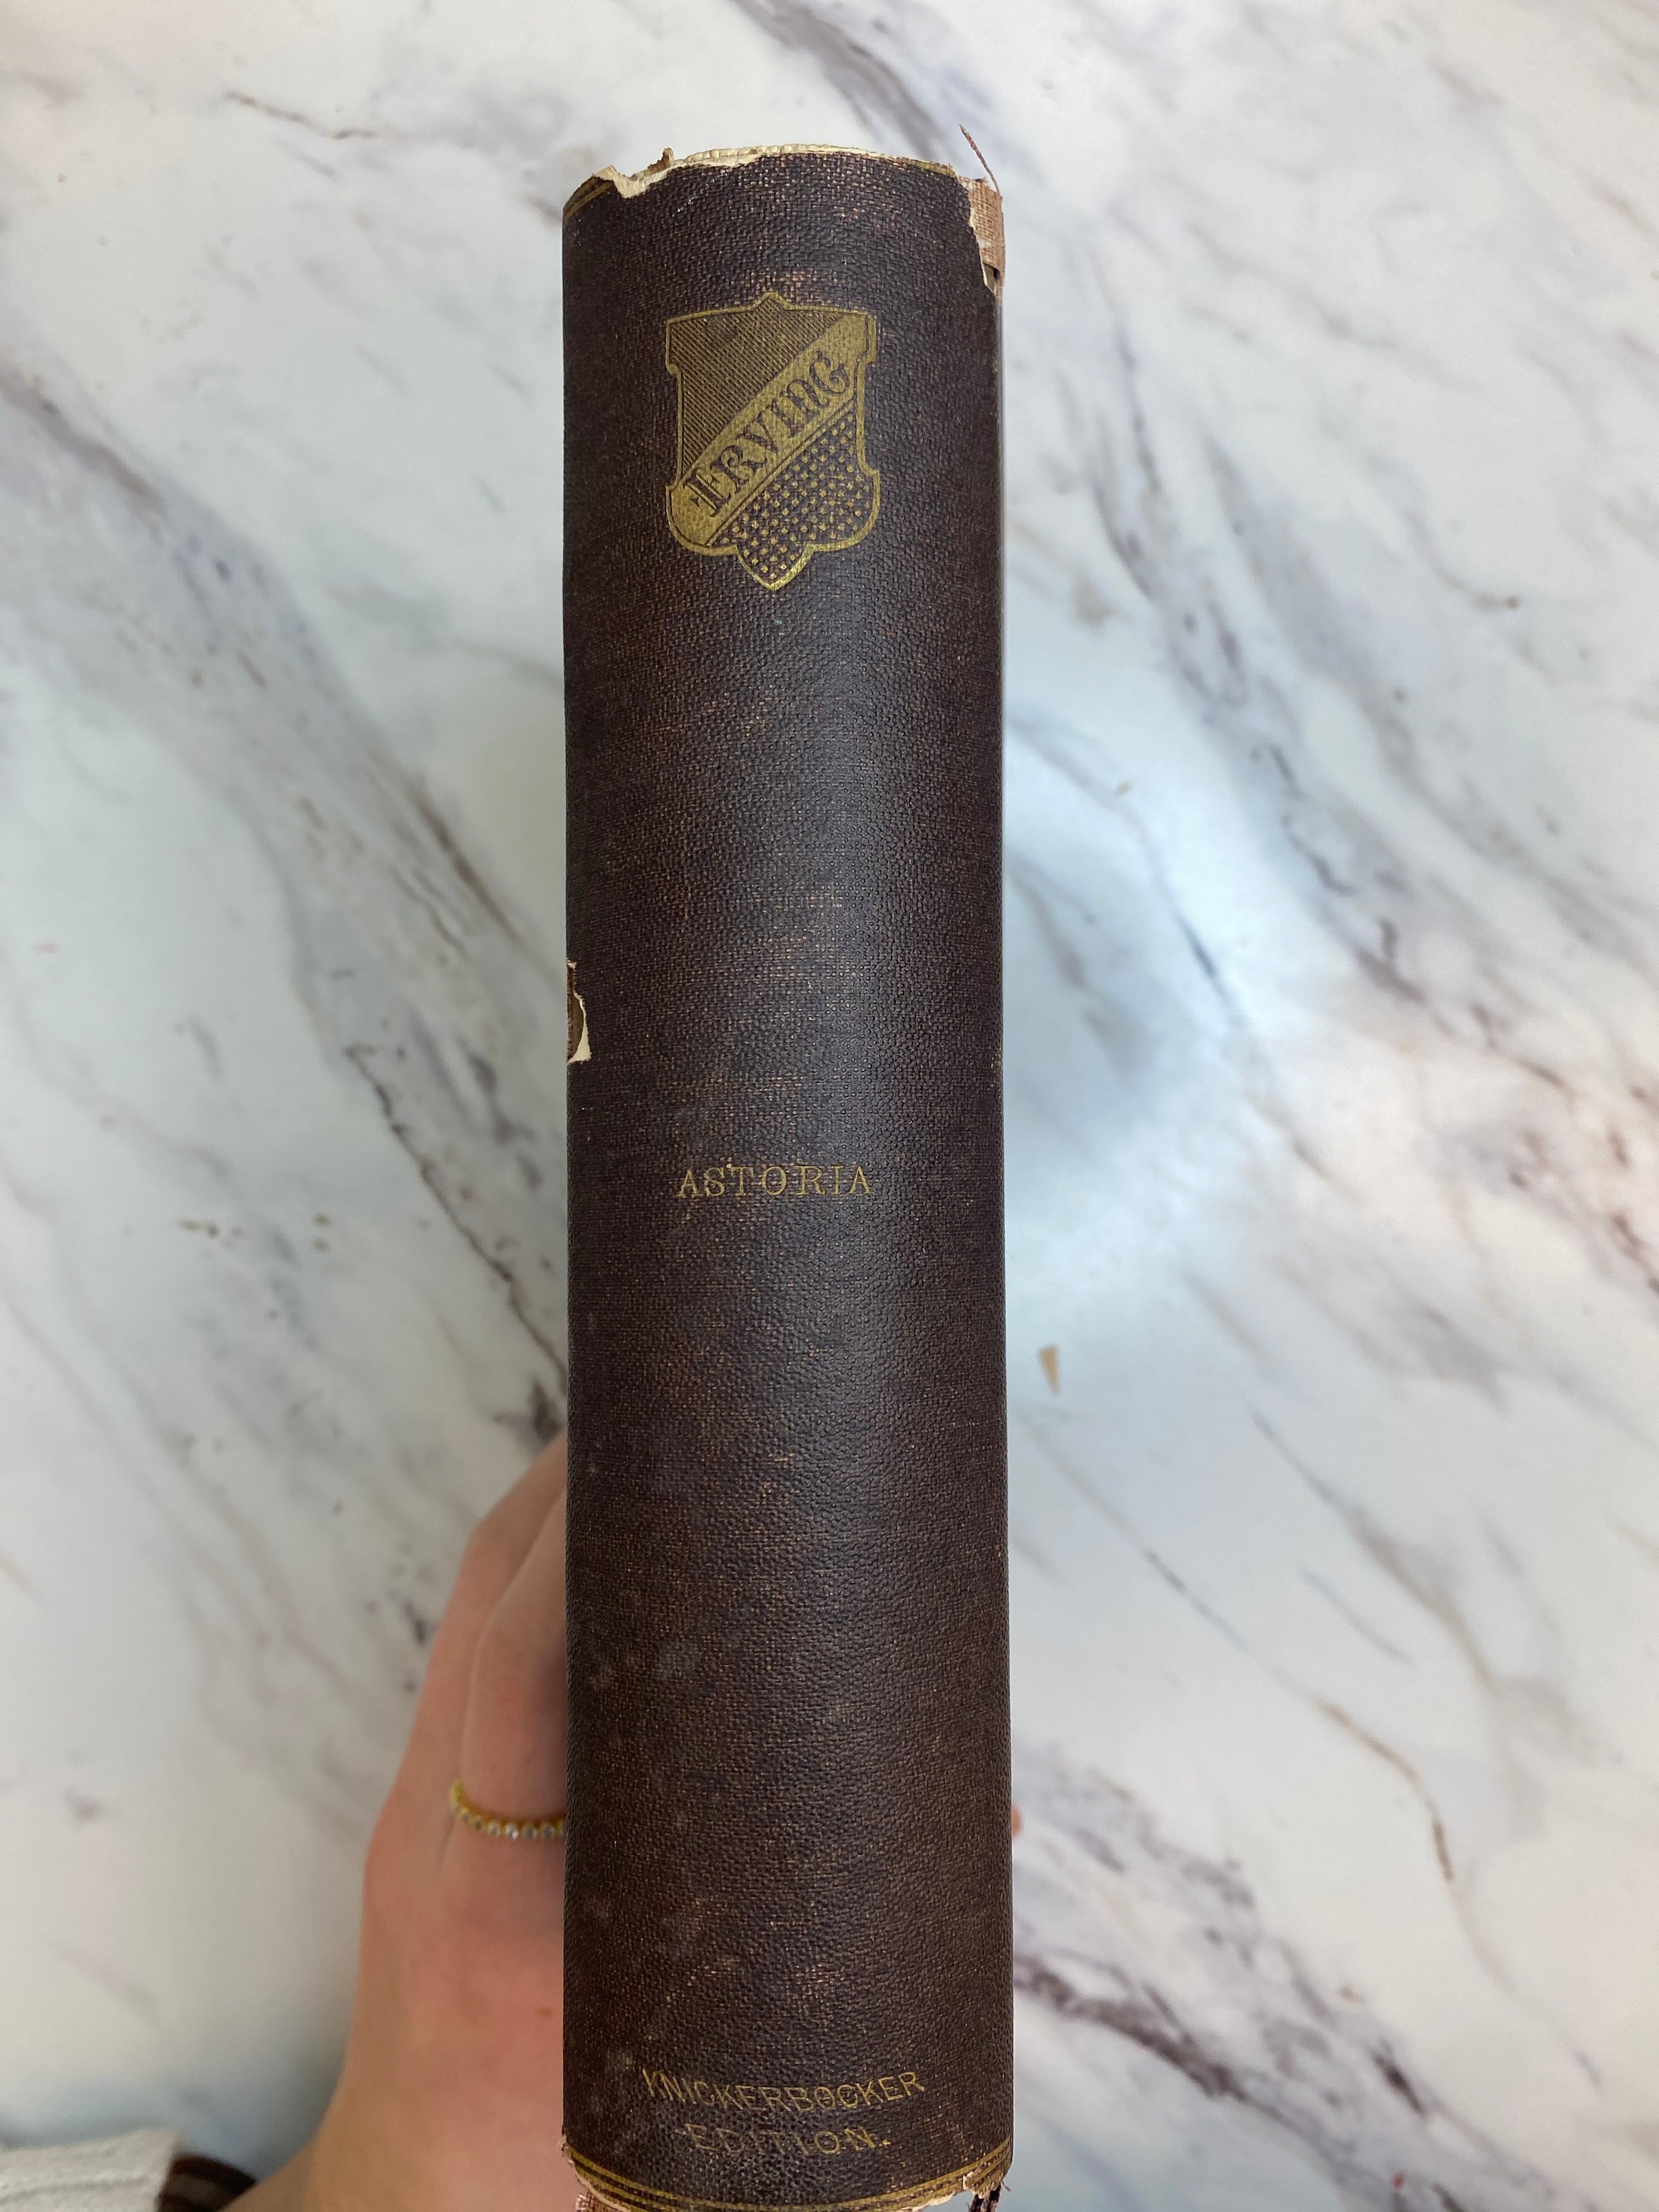 IRVING
ASTORIA
KNICKERBOCKER
EDITION.